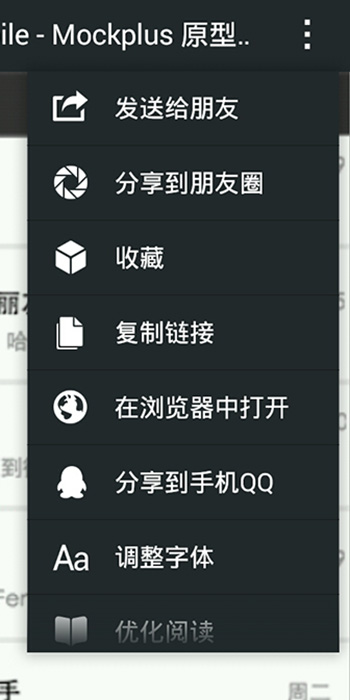 ile - Mockplus 原型..
发送给朋友
分享到朋友圈
收藏
复制链接
在浏览器中打开
分享到手机QQ
Aa 调整字体
优化阅读
丽
哈
到
Fer
手
周二